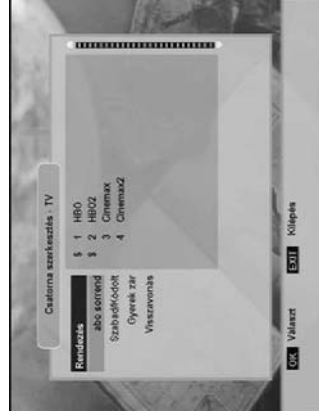 Csatorna szerkesztés - TV
Rendezés
abc sorrend
Szabad/Kódolt
Gyerek zár
Visszavonás
$ 1 HBO
$ 2 HBO2
3 Cinemax
4 Cinemax2
OK Választ EXIT Kilépés